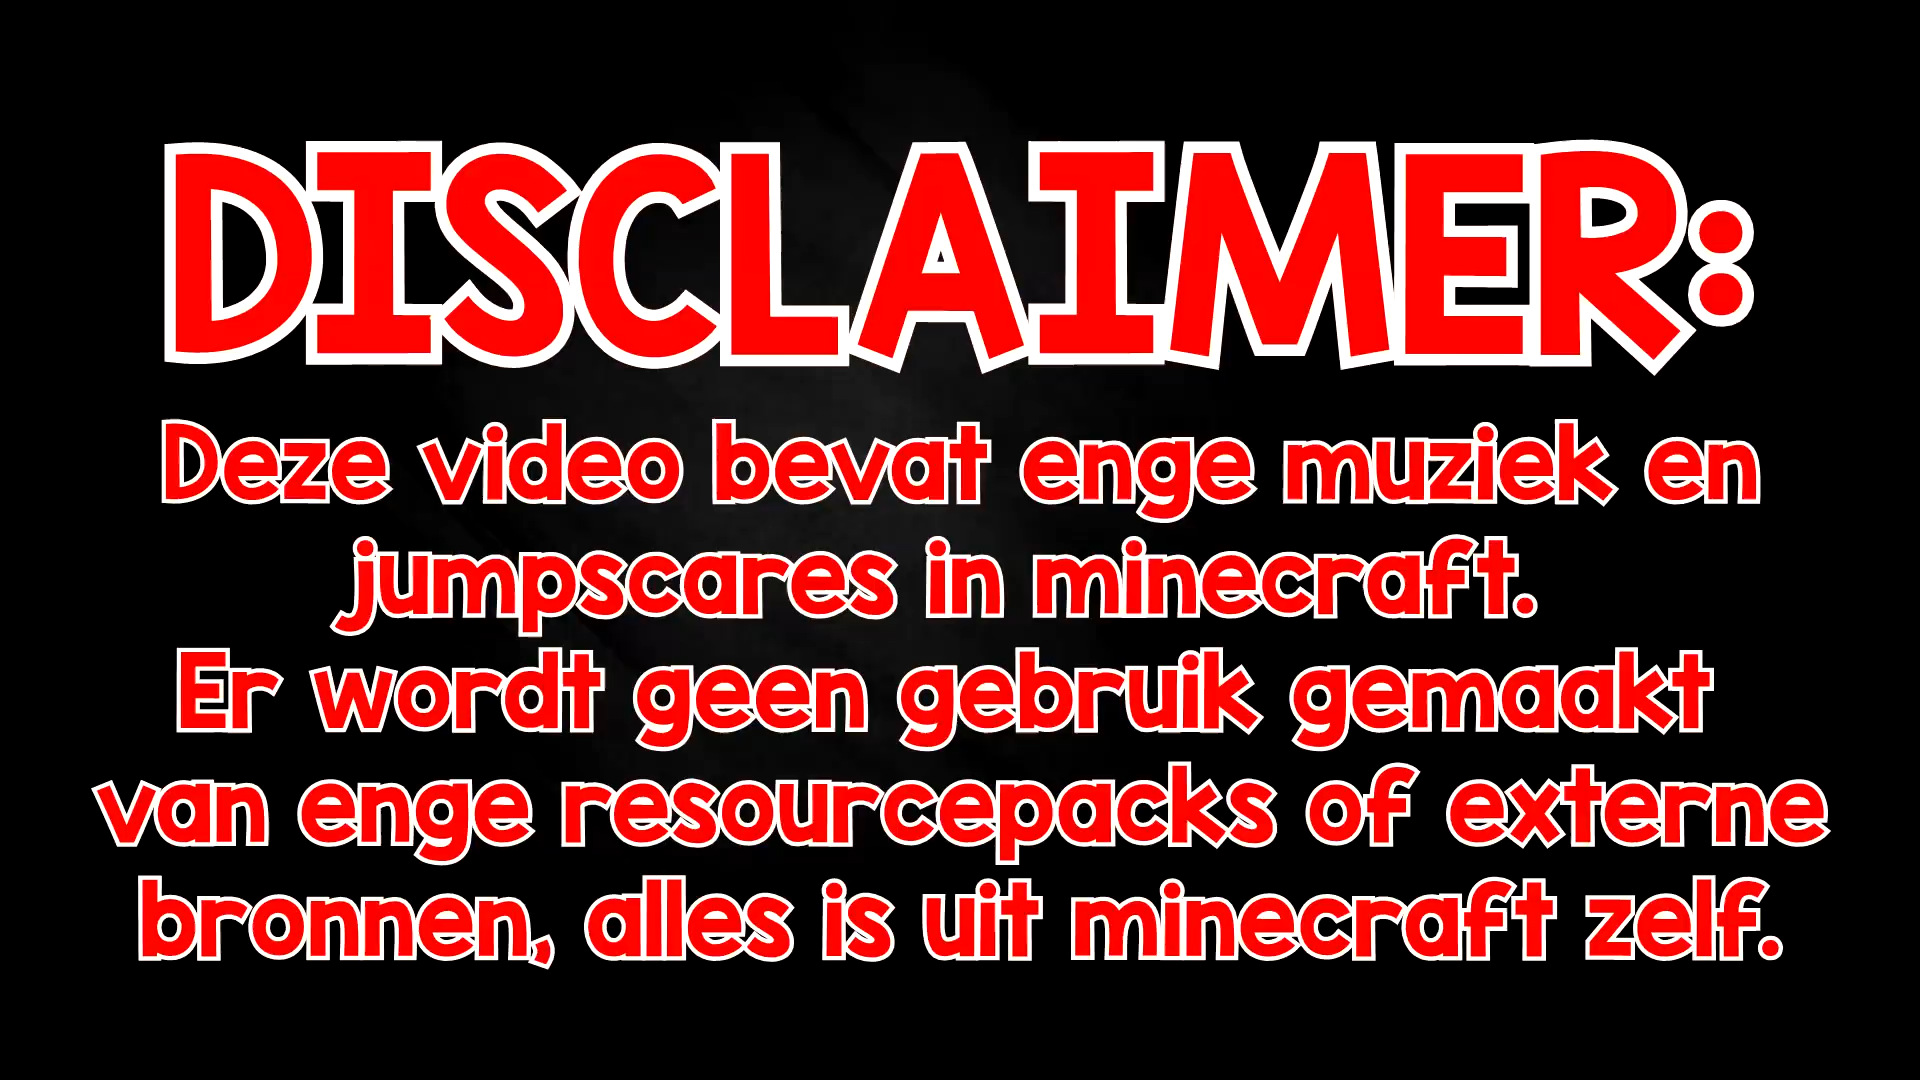 DISCLAIMER:
Deze video bevat enge muziek en
jumpscares in minecraft.
Er wordt geen gebruik gemaakt
van enge resourcepacks of externe
bronnen, alles is uit minecraft zelf.